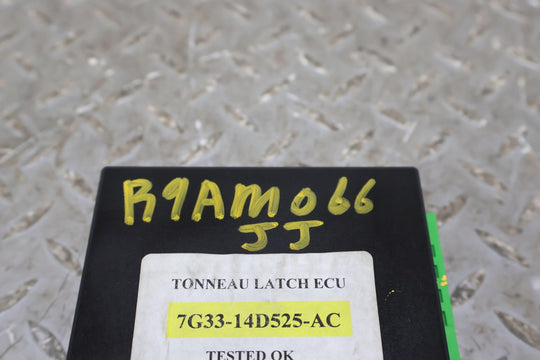 R9AM066
JJ
TONNEAU LATCH ECU
7G33-14D525-AC
TESTED OK